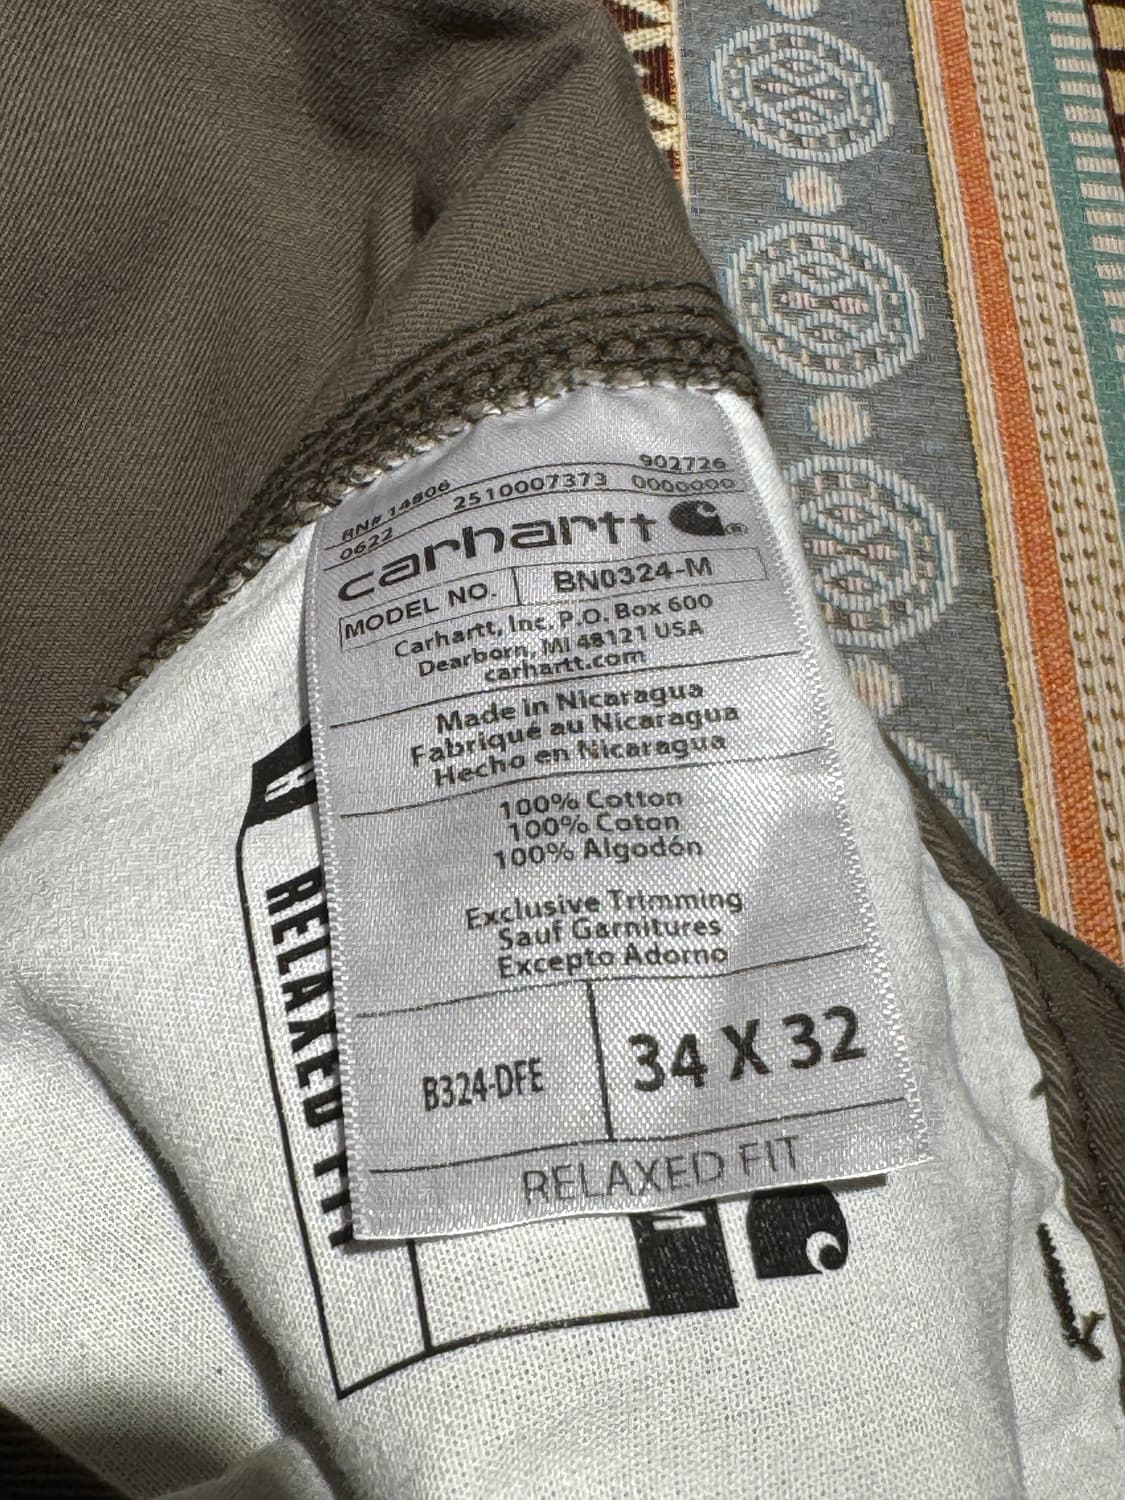 902726
RN# 14806
0622 2510007373 0000000
carhartt ®
MODEL NO. BN0324-M
Carhartt, Inc. P.O. Box 600
Dearborn, MI 48121 USA
carhartt.com
Made in Nicaragua
Fabriqué au Nicaragua
Hecho en Nicaragua
100% Cotton
100% Coton
100% Algodón
Exclusive Trimming
Sauf Garnitures
Excepto Adorno
B324-DFE 34 X 32
RELAXED FIT
RELAXED